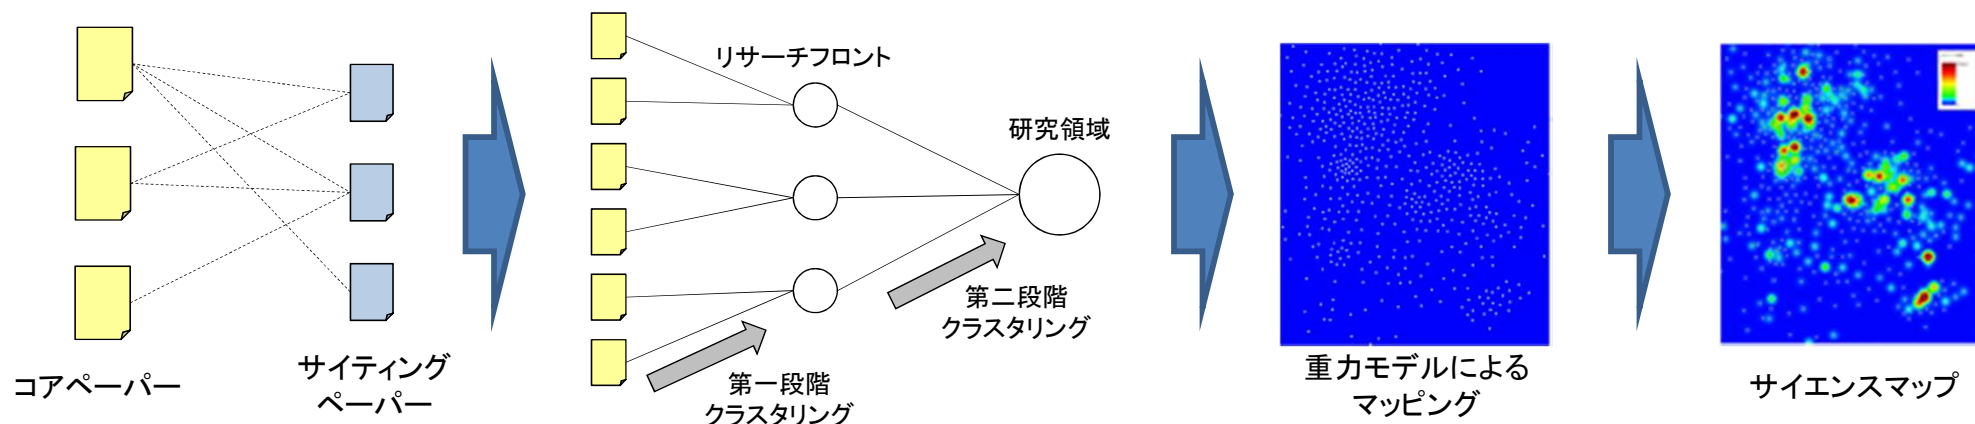 コアペーパー
サイティング
ペーパー
リサーチフロント
研究領域
第一段階
クラスタリング
第二段階
クラスタリング
重力モデルによる
マッピング
サイエンスマップ